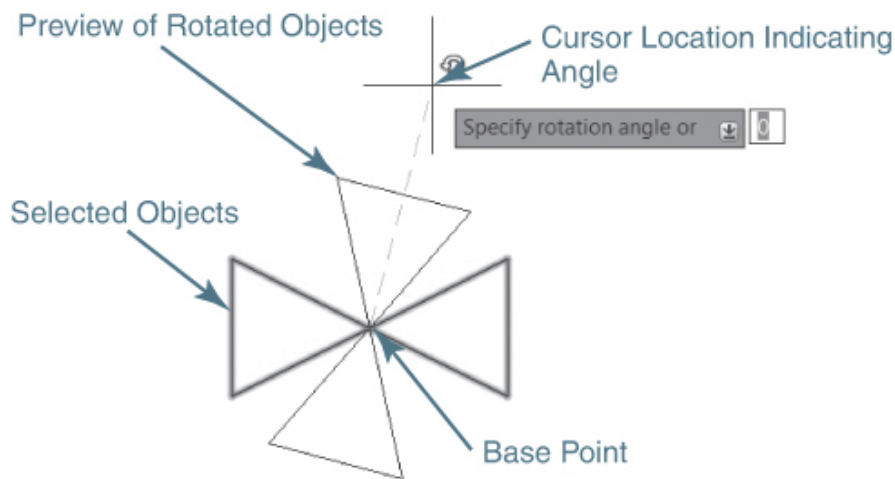 Preview of Rotated Objects
Cursor Location Indicating
Angle
Specify rotation angle or 0
Selected Objects
Base Point